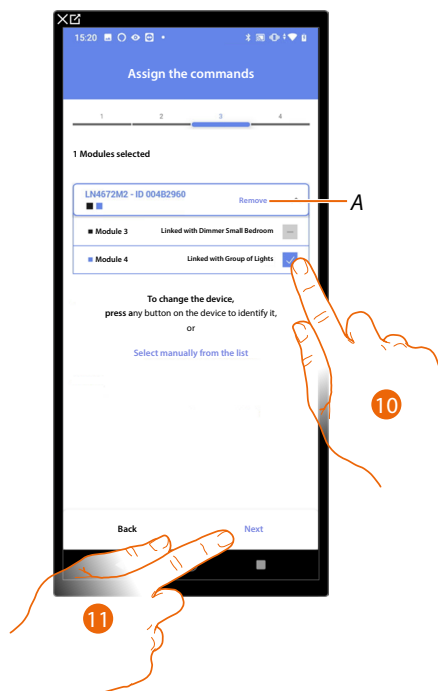 15:20
Assign the commands
1 2 3 4
1 Modules selected
LN4672M2 - ID 004B2960
Remove
A
Module 3 Linked with Dimmer Small Bedroom
Module 4 Linked with Group of Lights
To change the device,
press any button on the device to identify it,
or
Select manually from the list
10
Back Next
11